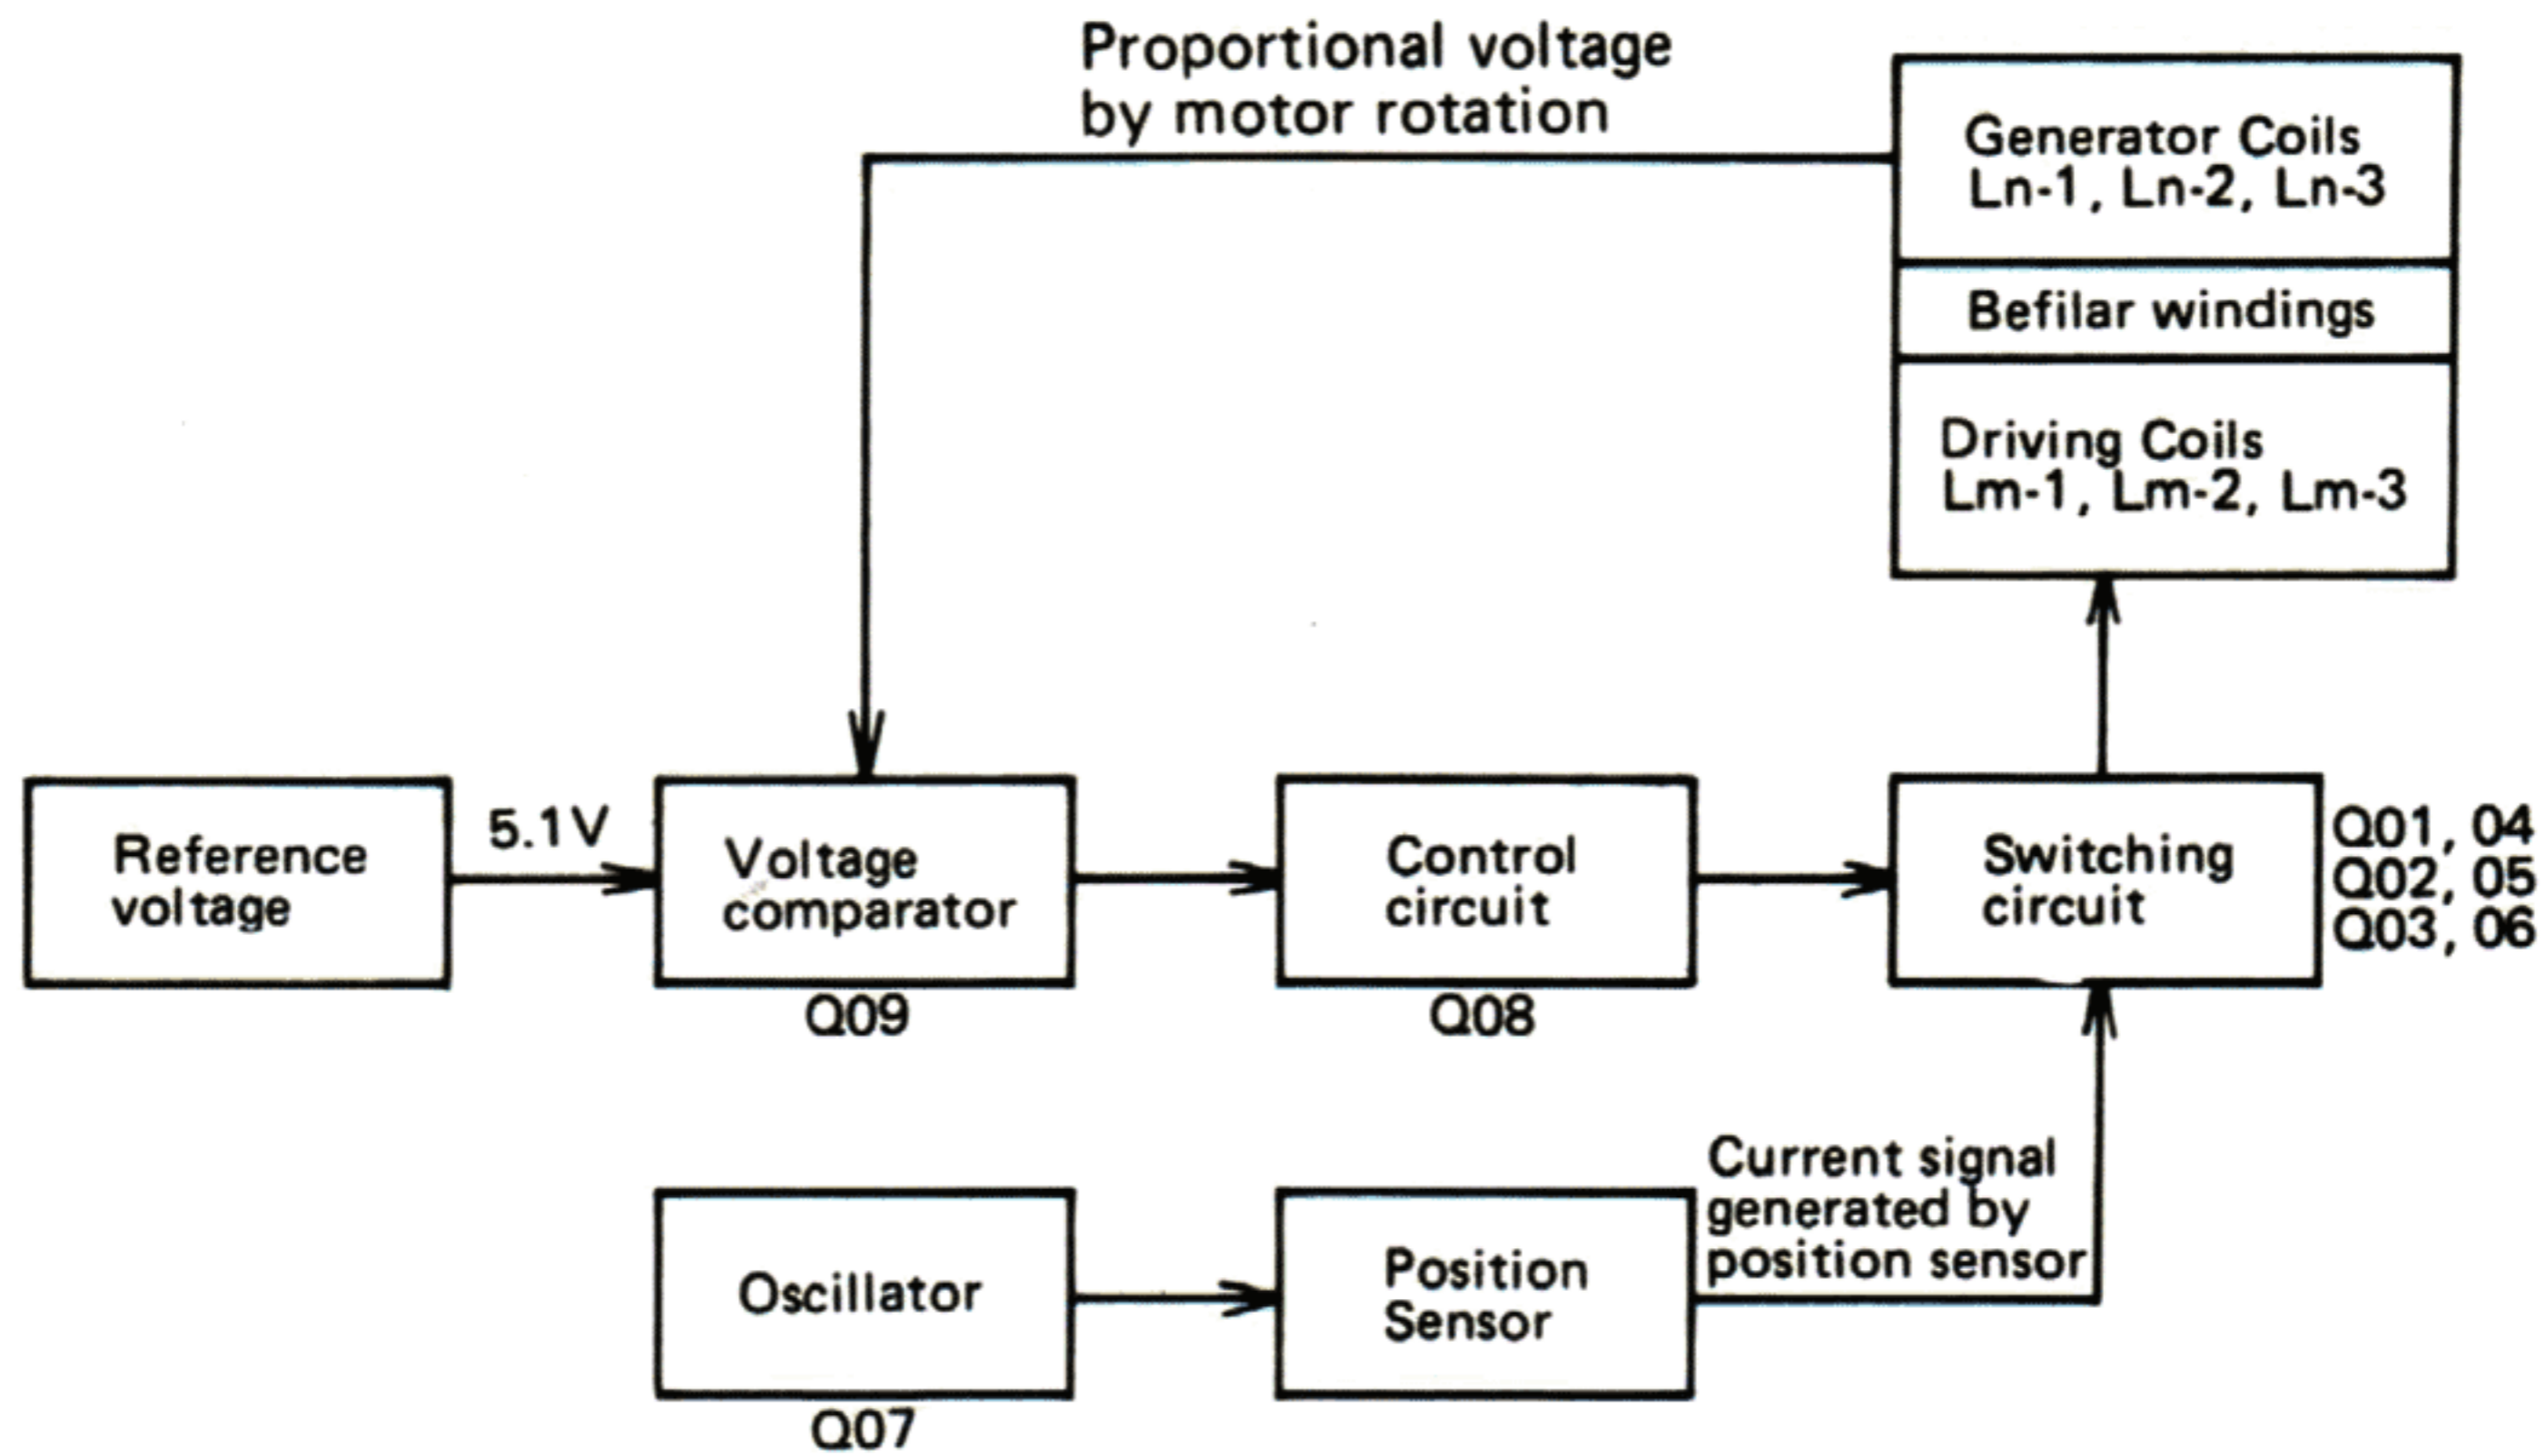 Proportional voltage
by motor rotation
Generator Coils
Ln-1, Ln-2, Ln-3
Befilar windings
Driving Coils
Lm-1, Lm-2, Lm-3
Reference
voltage
5.1V
Voltage
comparator
Q09
Control
circuit
Q08
Switching
circuit
Q01, 04
Q02, 05
Q03, 06
Oscillator
Q07
Position
Sensor
Current signal
generated by
position sensor